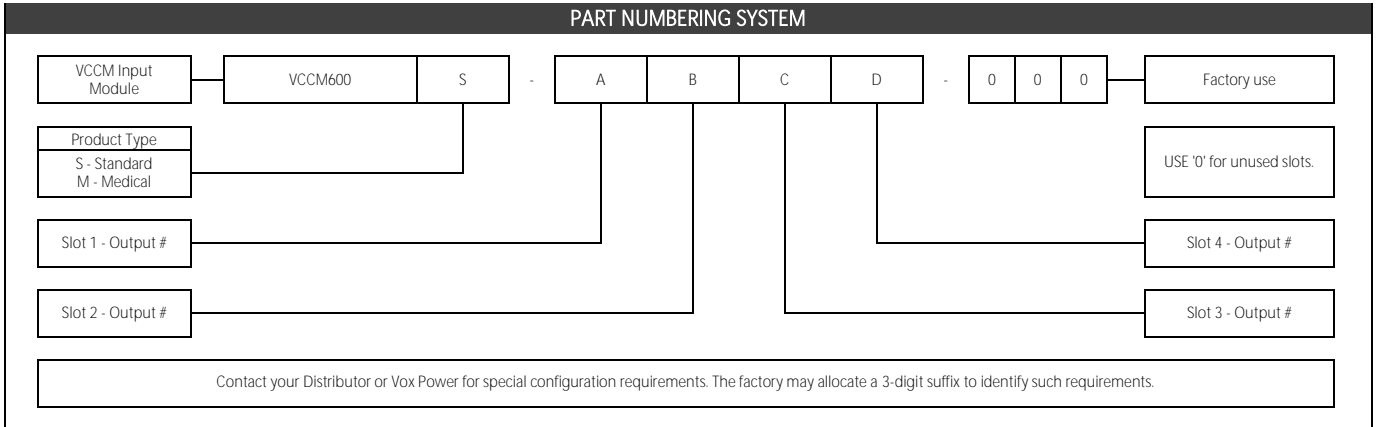 PART NUMBERING SYSTEM
VCCM Input
Module
VCCM600
S
-
A
B
C
D
-
0
0
0
Factory use
Product Type
S - Standard
M - Medical
USE '0' for unused slots.
Slot 1 - Output #
Slot 4 - Output #
Slot 2 - Output #
Slot 3 - Output #
Contact your Distributor or Vox Power for special configuration requirements. The factory may allocate a 3-digit suffix to identify such requirements.